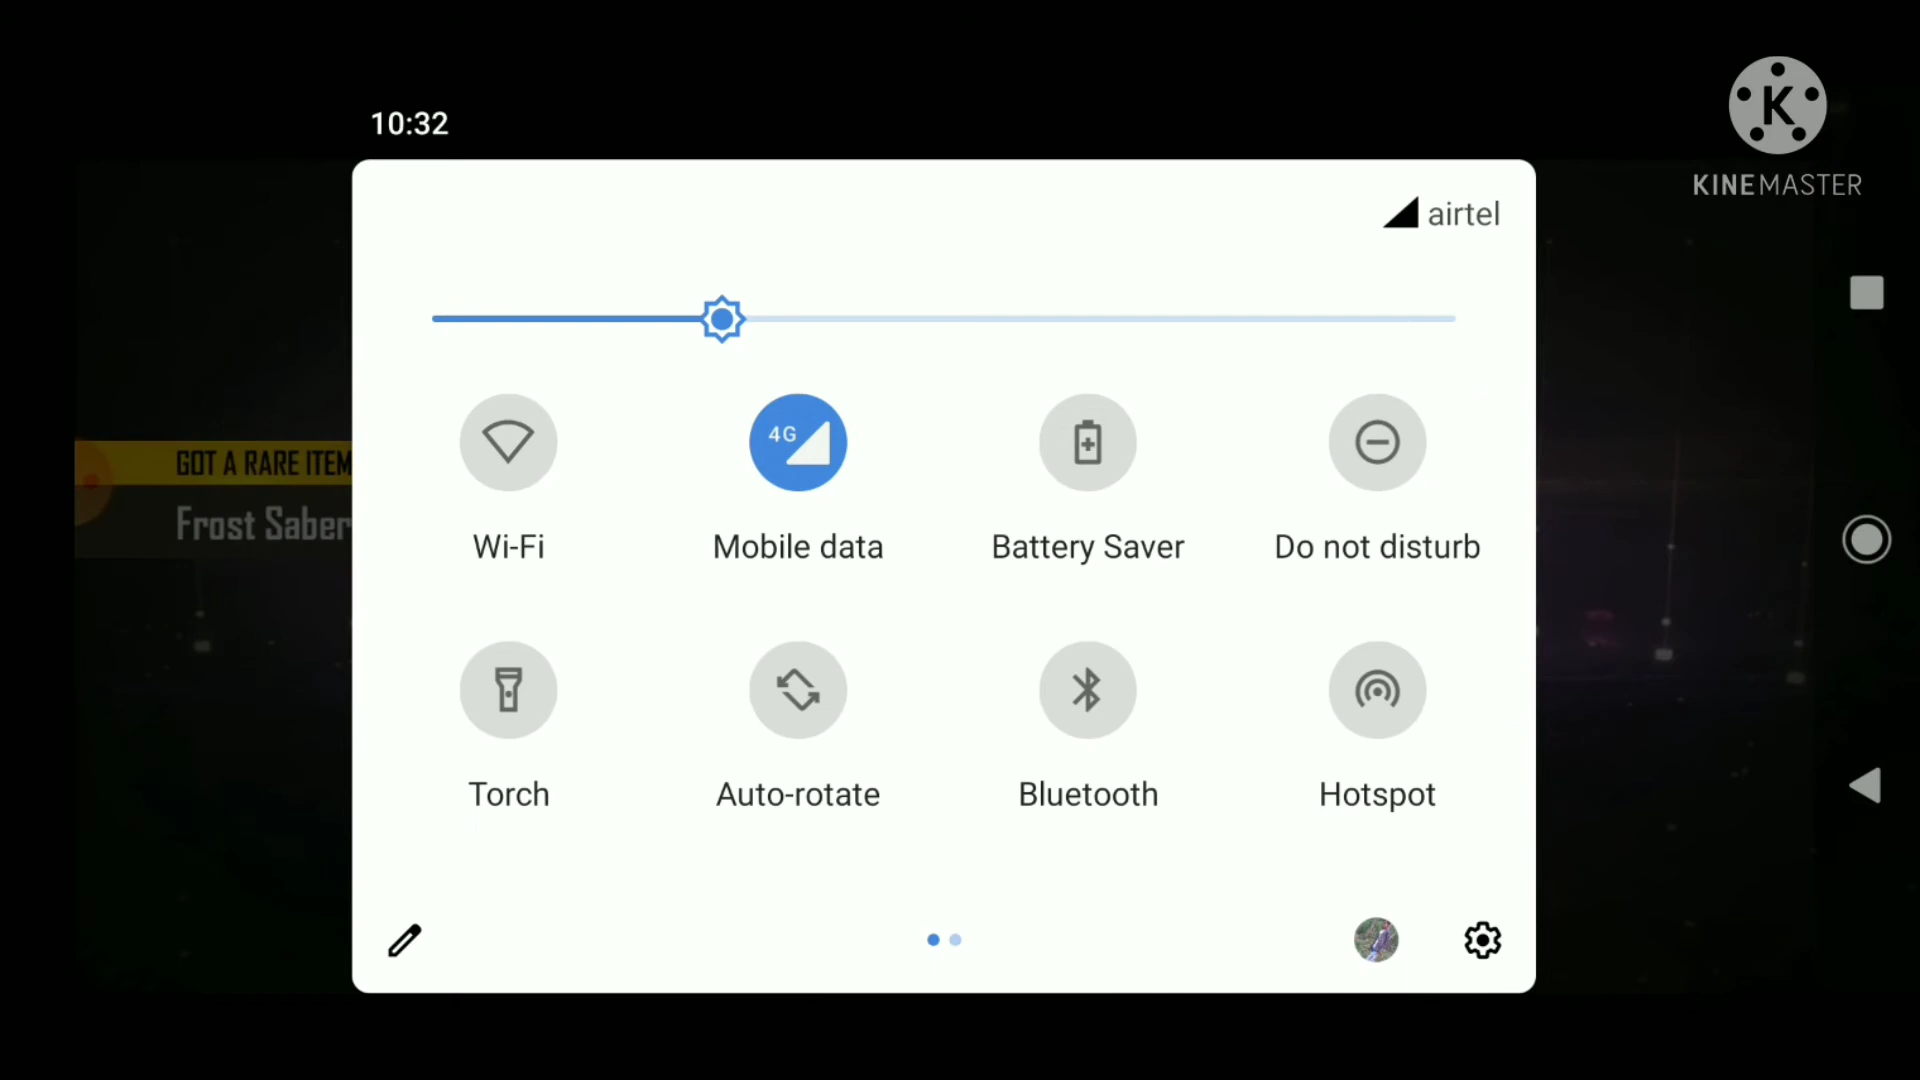 10:32
K
KINEMASTER
airtel
4G
Wi-Fi
Mobile data
Battery Saver
Do not disturb
GOT A RARE ITEM
Frost Saber
Torch
Auto-rotate
Bluetooth
Hotspot